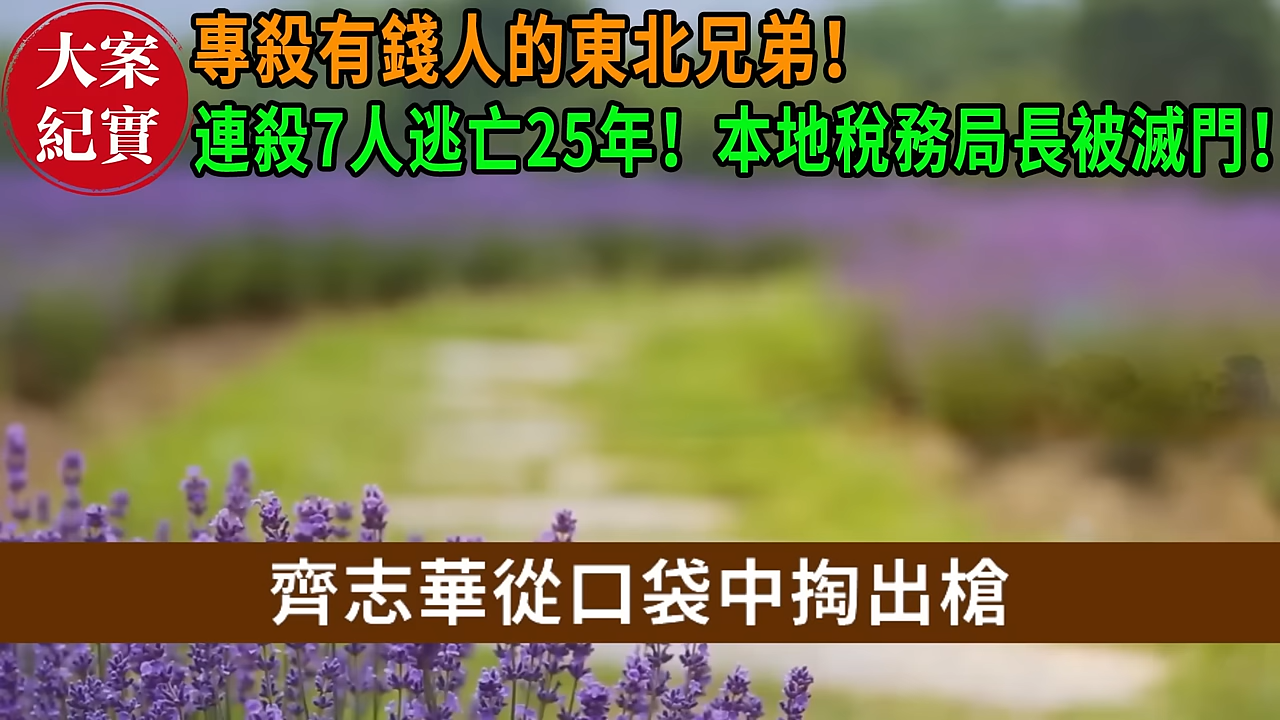 大案
紀實
專殺有錢人的東北兄弟！
連殺7人逃亡25年！本地稅務局長被滅門！
齊志華從口袋中掏出槍